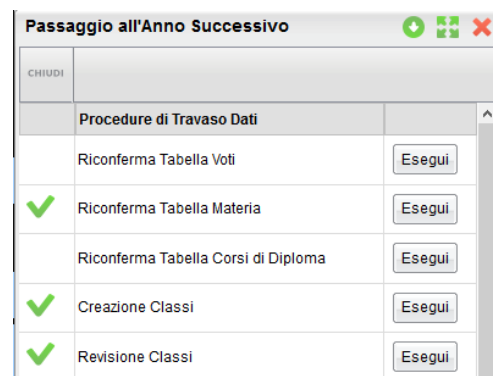 Passaggio all'Anno Successivo
CHIUDI
Procedure di Travaso Dati
Riconferma Tabella Voti Esegui
Riconferma Tabella Materia Esegui
Riconferma Tabella Corsi di Diploma Esegui
Creazione Classi Esegui
Revisione Classi Esegui